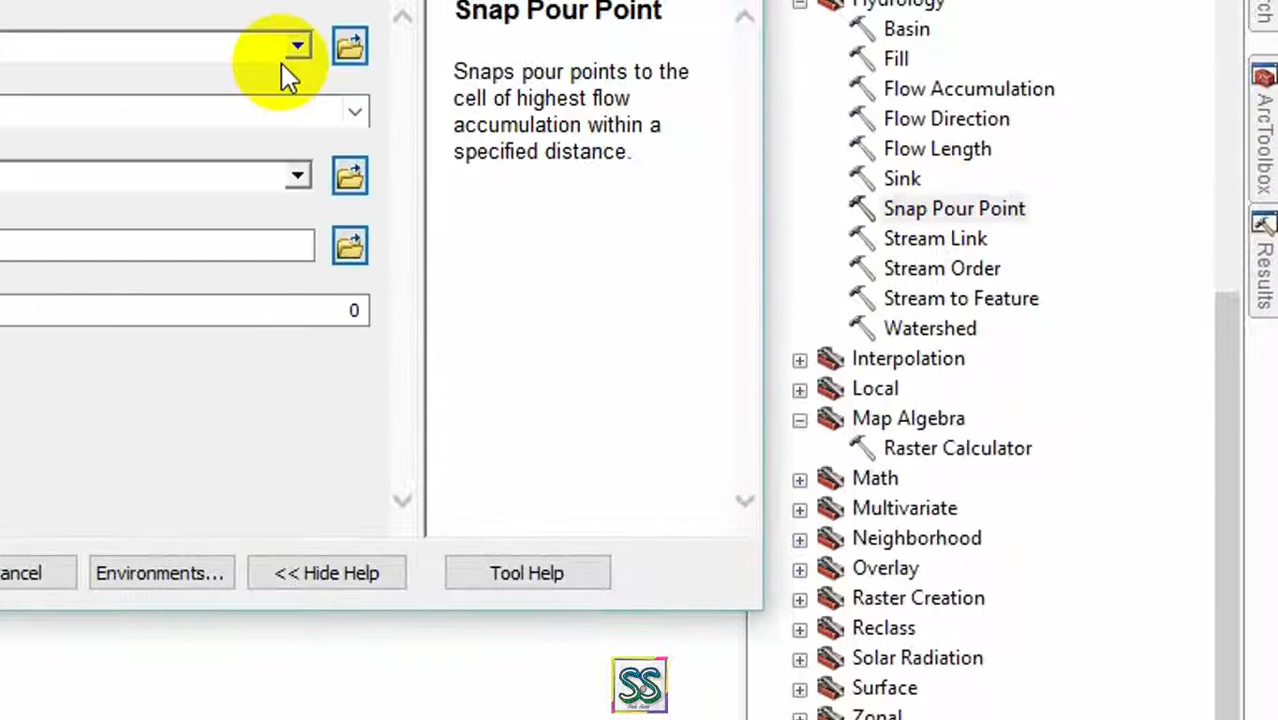 Snap Pour Point
Snaps pour points to the
cell of highest flow
accumulation within a
specified distance.
0
ancel
Environments...
<< Hide Help
Tool Help
Hydrology
Basin
Fill
Flow Accumulation
Flow Direction
Flow Length
Sink
Snap Pour Point
Stream Link
Stream Order
Stream to Feature
Watershed
Interpolation
Local
Map Algebra
Raster Calculator
Math
Multivariate
Neighborhood
Overlay
Raster Creation
Reclass
Solar Radiation
Surface
Zonal
rch
ArcToolbox
Results
SS